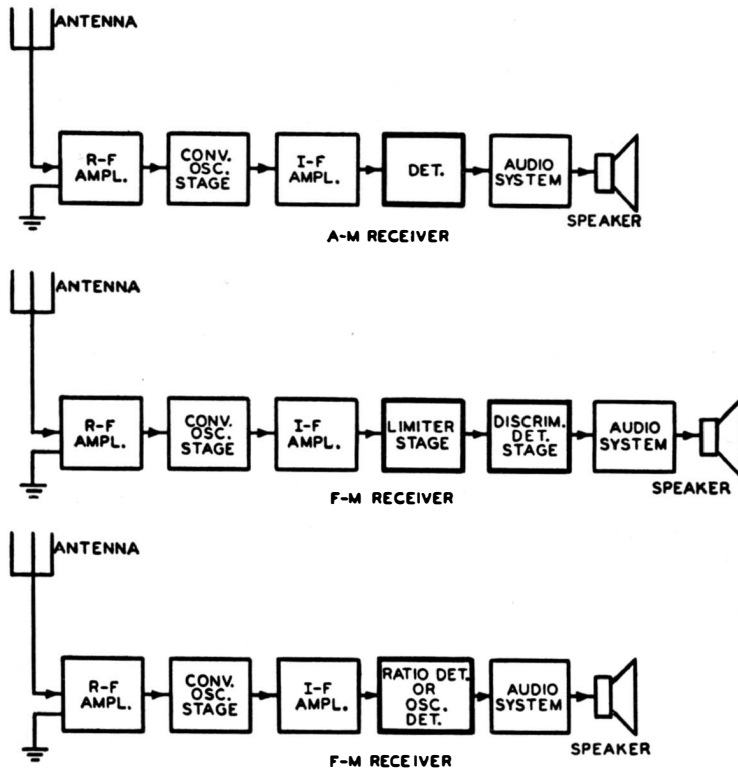 ANTENNA
R-F
AMPL.
CONV.
OSC.
STAGE
I-F
AMPL.
DET.
AUDIO
SYSTEM
SPEAKER
A-M RECEIVER
ANTENNA
R-F
AMPL.
CONV.
OSC.
STAGE
I-F
AMPL.
LIMITER
STAGE
DISCRIM.
DET.
STAGE
AUDIO
SYSTEM
SPEAKER
F-M RECEIVER
ANTENNA
R-F
AMPL.
CONV.
OSC.
STAGE
I-F
AMPL.
RATIO DET.
OR
OSC.
DET.
AUDIO
SYSTEM
SPEAKER
F-M RECEIVER